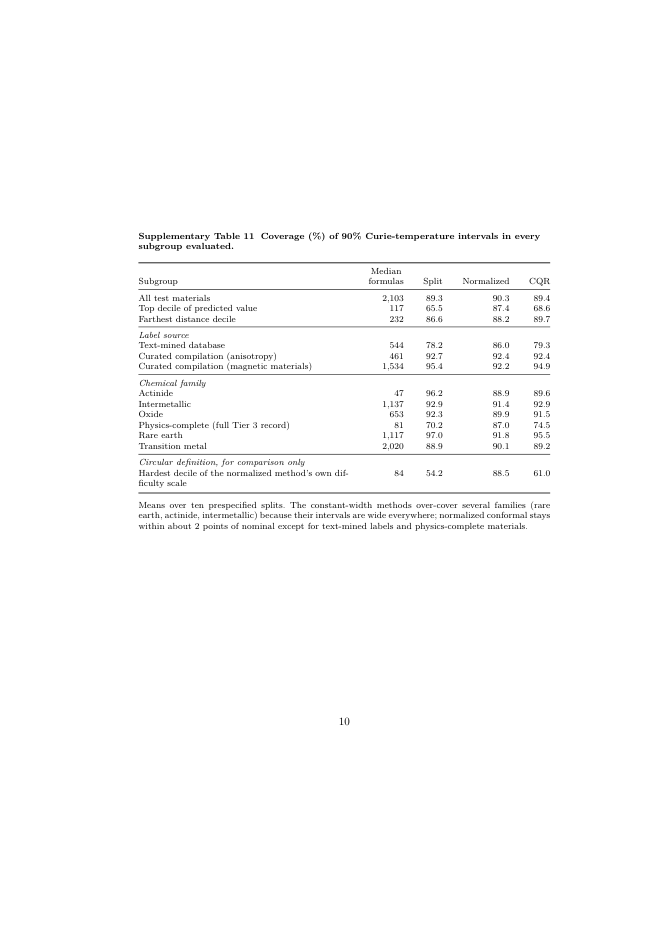 Supplementary Table 11 Coverage (%) of 90% Curie-temperature intervals in every
subgroup evaluated.
Median
Subgroup formulas Split Normalized CQR
All test materials 2,103 89.3 90.3 89.4
Top decile of predicted value 117 65.5 87.4 68.6
Farthest distance decile 232 86.6 88.2 89.7
Label source
Text-mined database 544 78.2 86.0 79.3
Curated compilation (anisotropy) 461 92.7 92.4 92.4
Curated compilation (magnetic materials) 1,534 95.4 92.2 94.9
Chemical family
Actinide 47 96.2 88.9 89.6
Intermetallic 1,137 92.9 91.4 92.9
Oxide 653 92.3 89.9 91.5
Physics-complete (full Tier 3 record) 81 70.2 87.0 74.5
Rare earth 1,117 97.0 91.8 95.5
Transition metal 2,020 88.9 90.1 89.2
Circular definition, for comparison only
Hardest decile of the normalized method's own dif- 84 54.2 88.5 61.0
ficulty scale
Means over ten prespecified splits. The constant-width methods over-cover several families (rare
earth, actinide, intermetallic) because their intervals are wide everywhere; normalized conformal stays
within about 2 points of nominal except for text-mined labels and physics-complete materials.
10